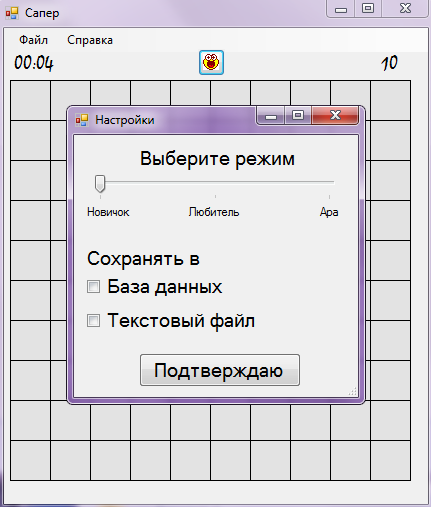 Сапер
Файл Справка
00:04 10
Настройки
Выберите режим
Новичок Любитель Ара
Сохранять в
База данных
Текстовый файл
Подтверждаю